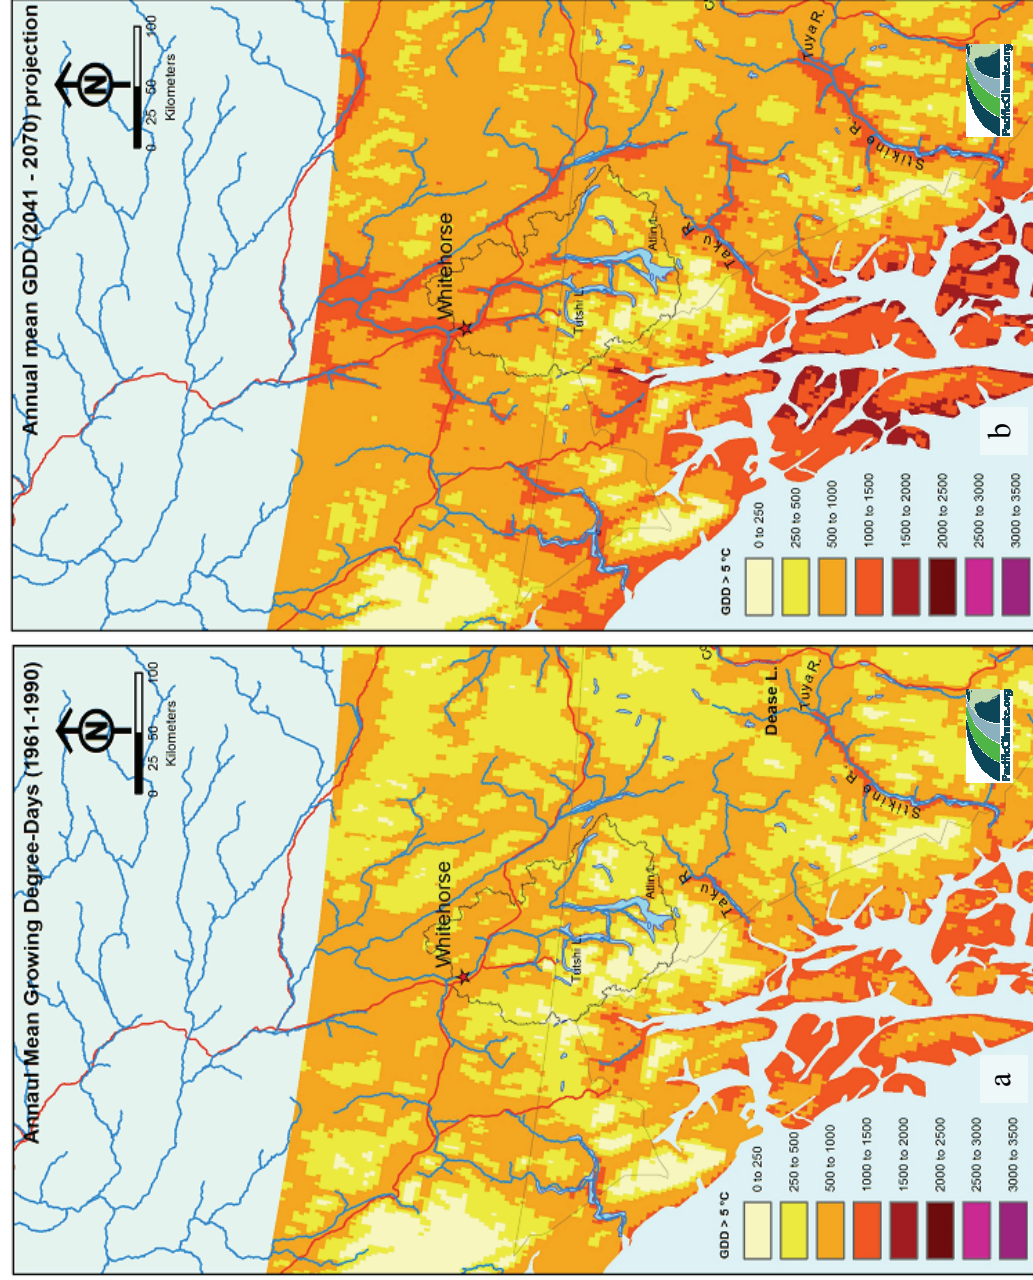 Annaul Mean Growing Degree-Days (1961-1990)
N
0 25 50 100
Kilometers
Whitehorse
Tutshi L.
Atlin L.
Taku R.
Dease L.
Tuya R.
Stikine R.
GDD > 5 °C
0 to 250
250 to 500
500 to 1000
1000 to 1500
1500 to 2000
2000 to 2500
2500 to 3000
3000 to 3500
a
PacificClimate.org
Annual mean GDD (2041 - 2070) projection
N
0 25 50 100
Kilometers
Whitehorse
Tutshi L.
Atlin L.
Taku R.
Tuya R.
Stikine R.
GDD > 5 °C
0 to 250
250 to 500
500 to 1000
1000 to 1500
1500 to 2000
2000 to 2500
2500 to 3000
3000 to 3500
b
PacificClimate.org